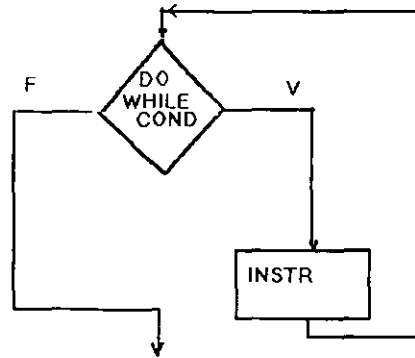 DO
WHILE
COND
F
V
INSTR